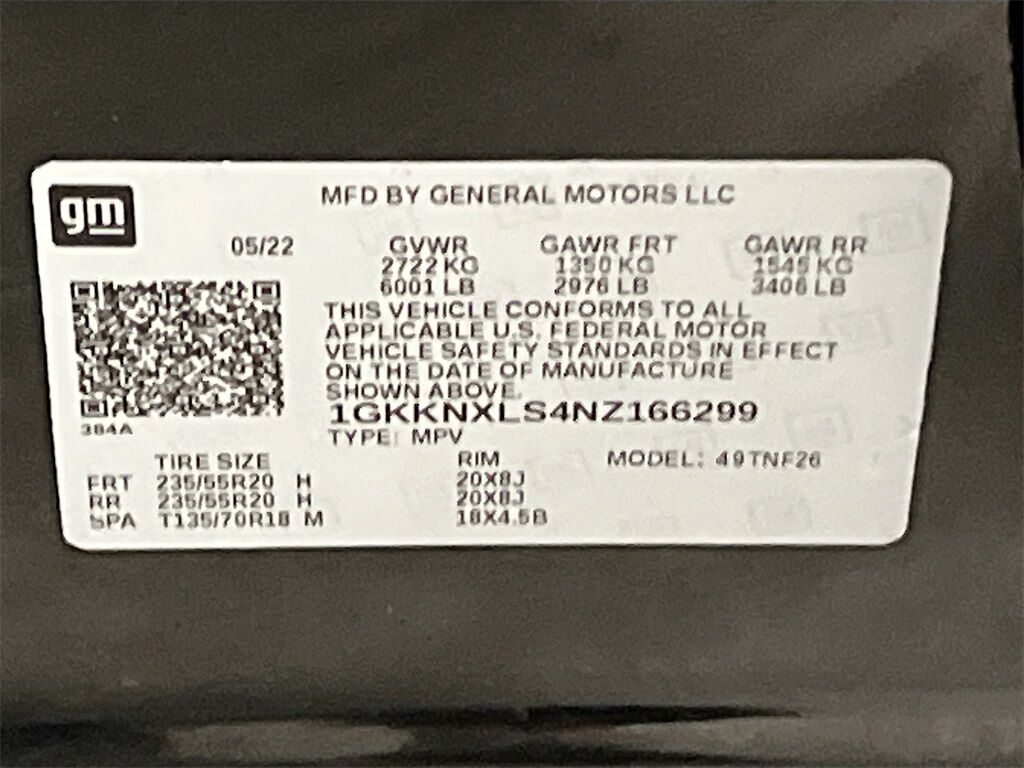 gm
MFD BY GENERAL MOTORS LLC
05/22 GVWR GAWR FRT GAWR RR
2722 KG 1350 KG 1545 KG
6001 LB 2976 LB 3406 LB
THIS VEHICLE CONFORMS TO ALL
APPLICABLE U.S. FEDERAL MOTOR
VEHICLE SAFETY STANDARDS IN EFFECT
ON THE DATE OF MANUFACTURE
SHOWN ABOVE.
1GKKNXLS4NZ166299
384A
TYPE: MPV
TIRE SIZE RIM MODEL: 49TNF26
FRT 235/55R20 H 20X8J
RR 235/55R20 H 20X8J
SPA T135/70R18 M 18X4.5B